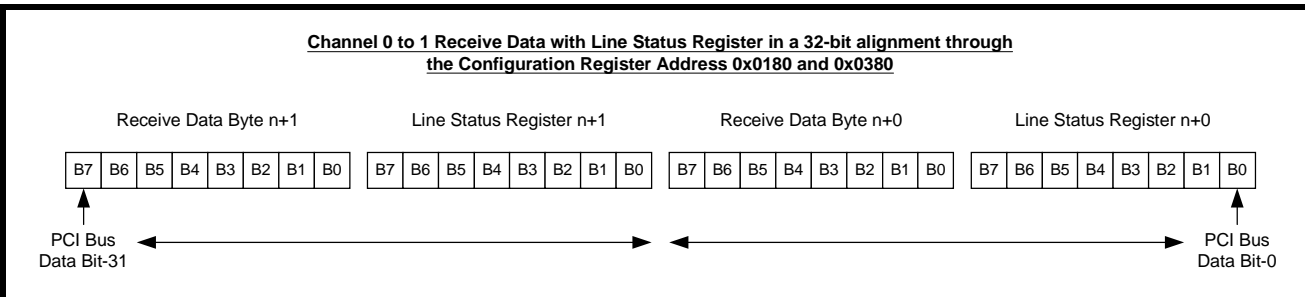 Channel 0 to 1 Receive Data with Line Status Register in a 32-bit alignment through
the Configuration Register Address 0x0180 and 0x0380
Receive Data Byte n+1 Line Status Register n+1 Receive Data Byte n+0 Line Status Register n+0
B7 B6 B5 B4 B3 B2 B1 B0 B7 B6 B5 B4 B3 B2 B1 B0 B7 B6 B5 B4 B3 B2 B1 B0 B7 B6 B5 B4 B3 B2 B1 B0
PCI Bus
Data Bit-31
PCI Bus
Data Bit-0